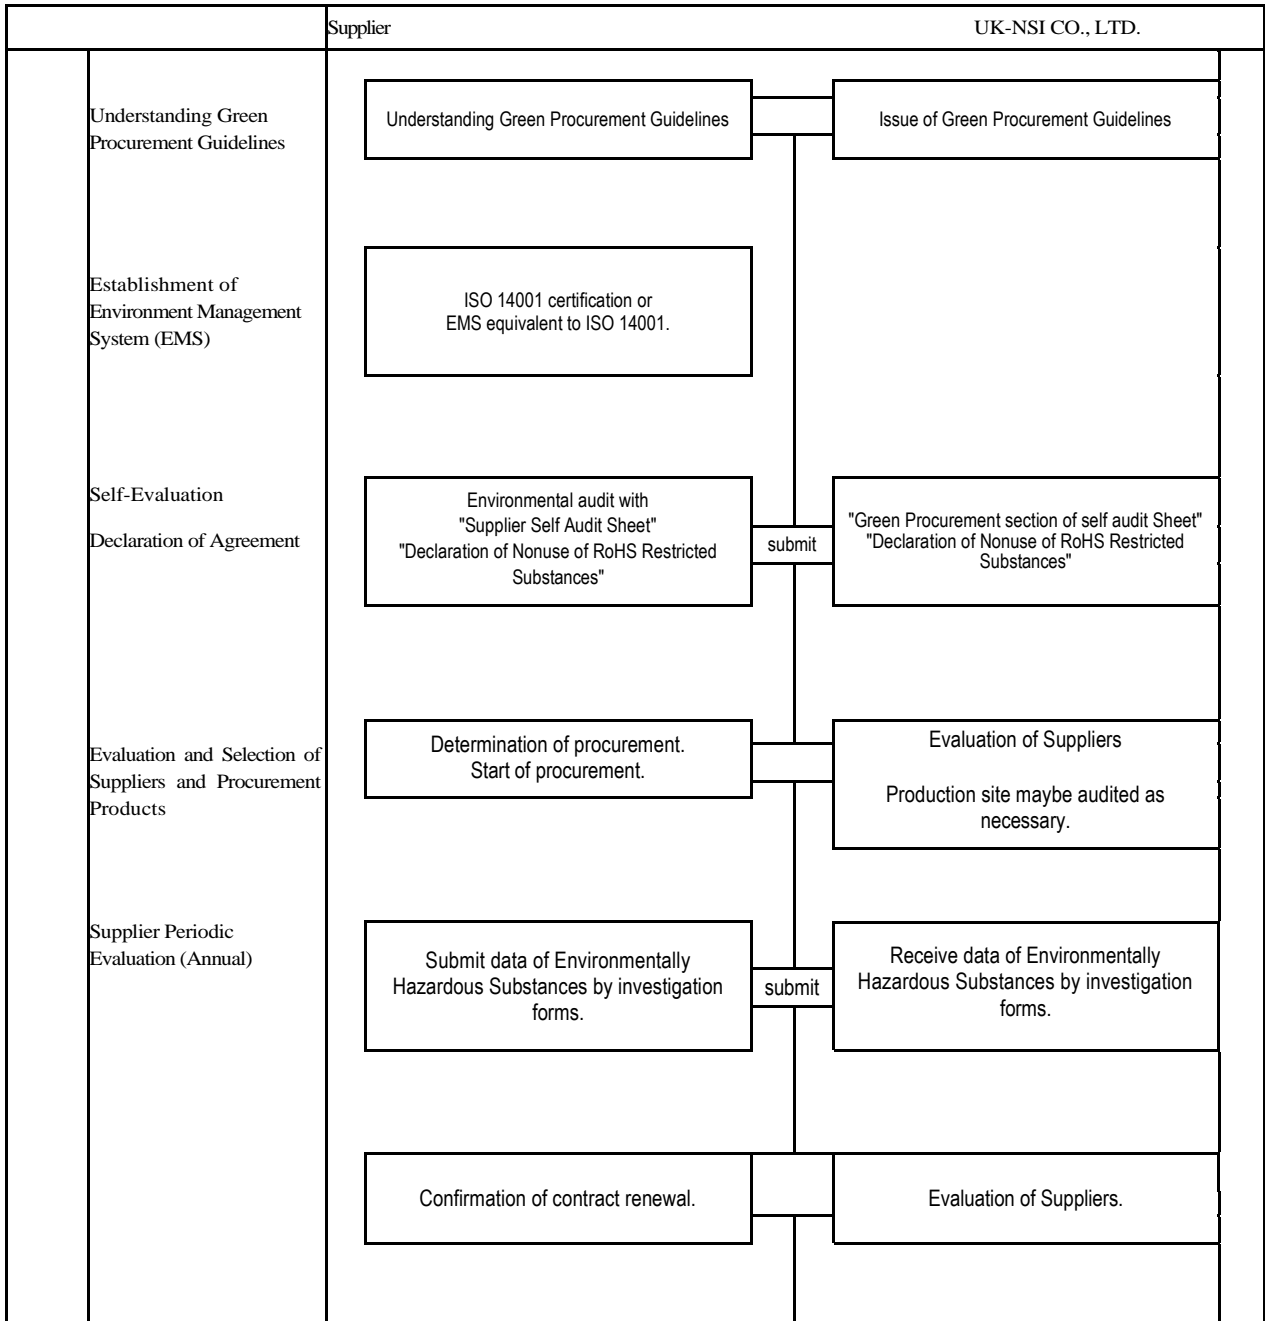 Supplier
UK-NSI CO., LTD.
Understanding Green
Procurement Guidelines
Understanding Green Procurement Guidelines
Issue of Green Procurement Guidelines
Establishment of
Environment Management
System (EMS)
ISO 14001 certification or
EMS equivalent to ISO 14001.
Self-Evaluation
Declaration of Agreement
Environmental audit with
"Supplier Self Audit Sheet"
"Declaration of Nonuse of RoHS Restricted
Substances"
submit
"Green Procurement section of self audit Sheet"
"Declaration of Nonuse of RoHS Restricted
Substances"
Evaluation and Selection of
Suppliers and Procurement
Products
Determination of procurement.
Start of procurement.
Evaluation of Suppliers
Production site maybe audited as
necessary.
Supplier Periodic
Evaluation (Annual)
Submit data of Environmentally
Hazardous Substances by investigation
forms.
submit
Receive data of Environmentally
Hazardous Substances by investigation
forms.
Confirmation of contract renewal.
Evaluation of Suppliers.